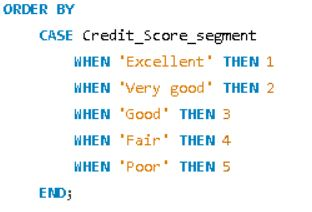 ORDER BY
CASE Credit_Score_segment
WHEN 'Excellent' THEN 1
WHEN 'Very good' THEN 2
WHEN 'Good' THEN 3
WHEN 'Fair' THEN 4
WHEN 'Poor' THEN 5
END;